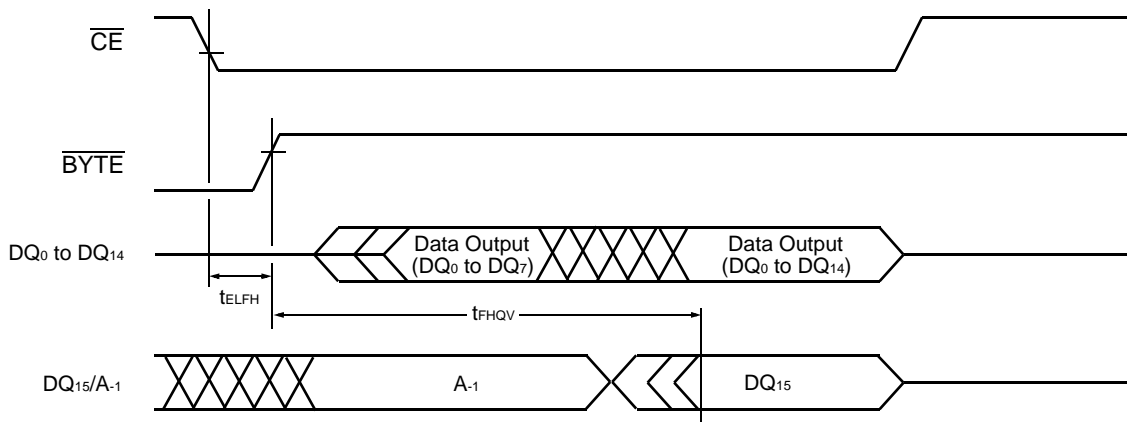 CE
BYTE
DQ0 to DQ14
Data Output
(DQ0 to DQ7)
Data Output
(DQ0 to DQ14)
tELFH
tFHQV
DQ15/A-1
A-1
DQ15